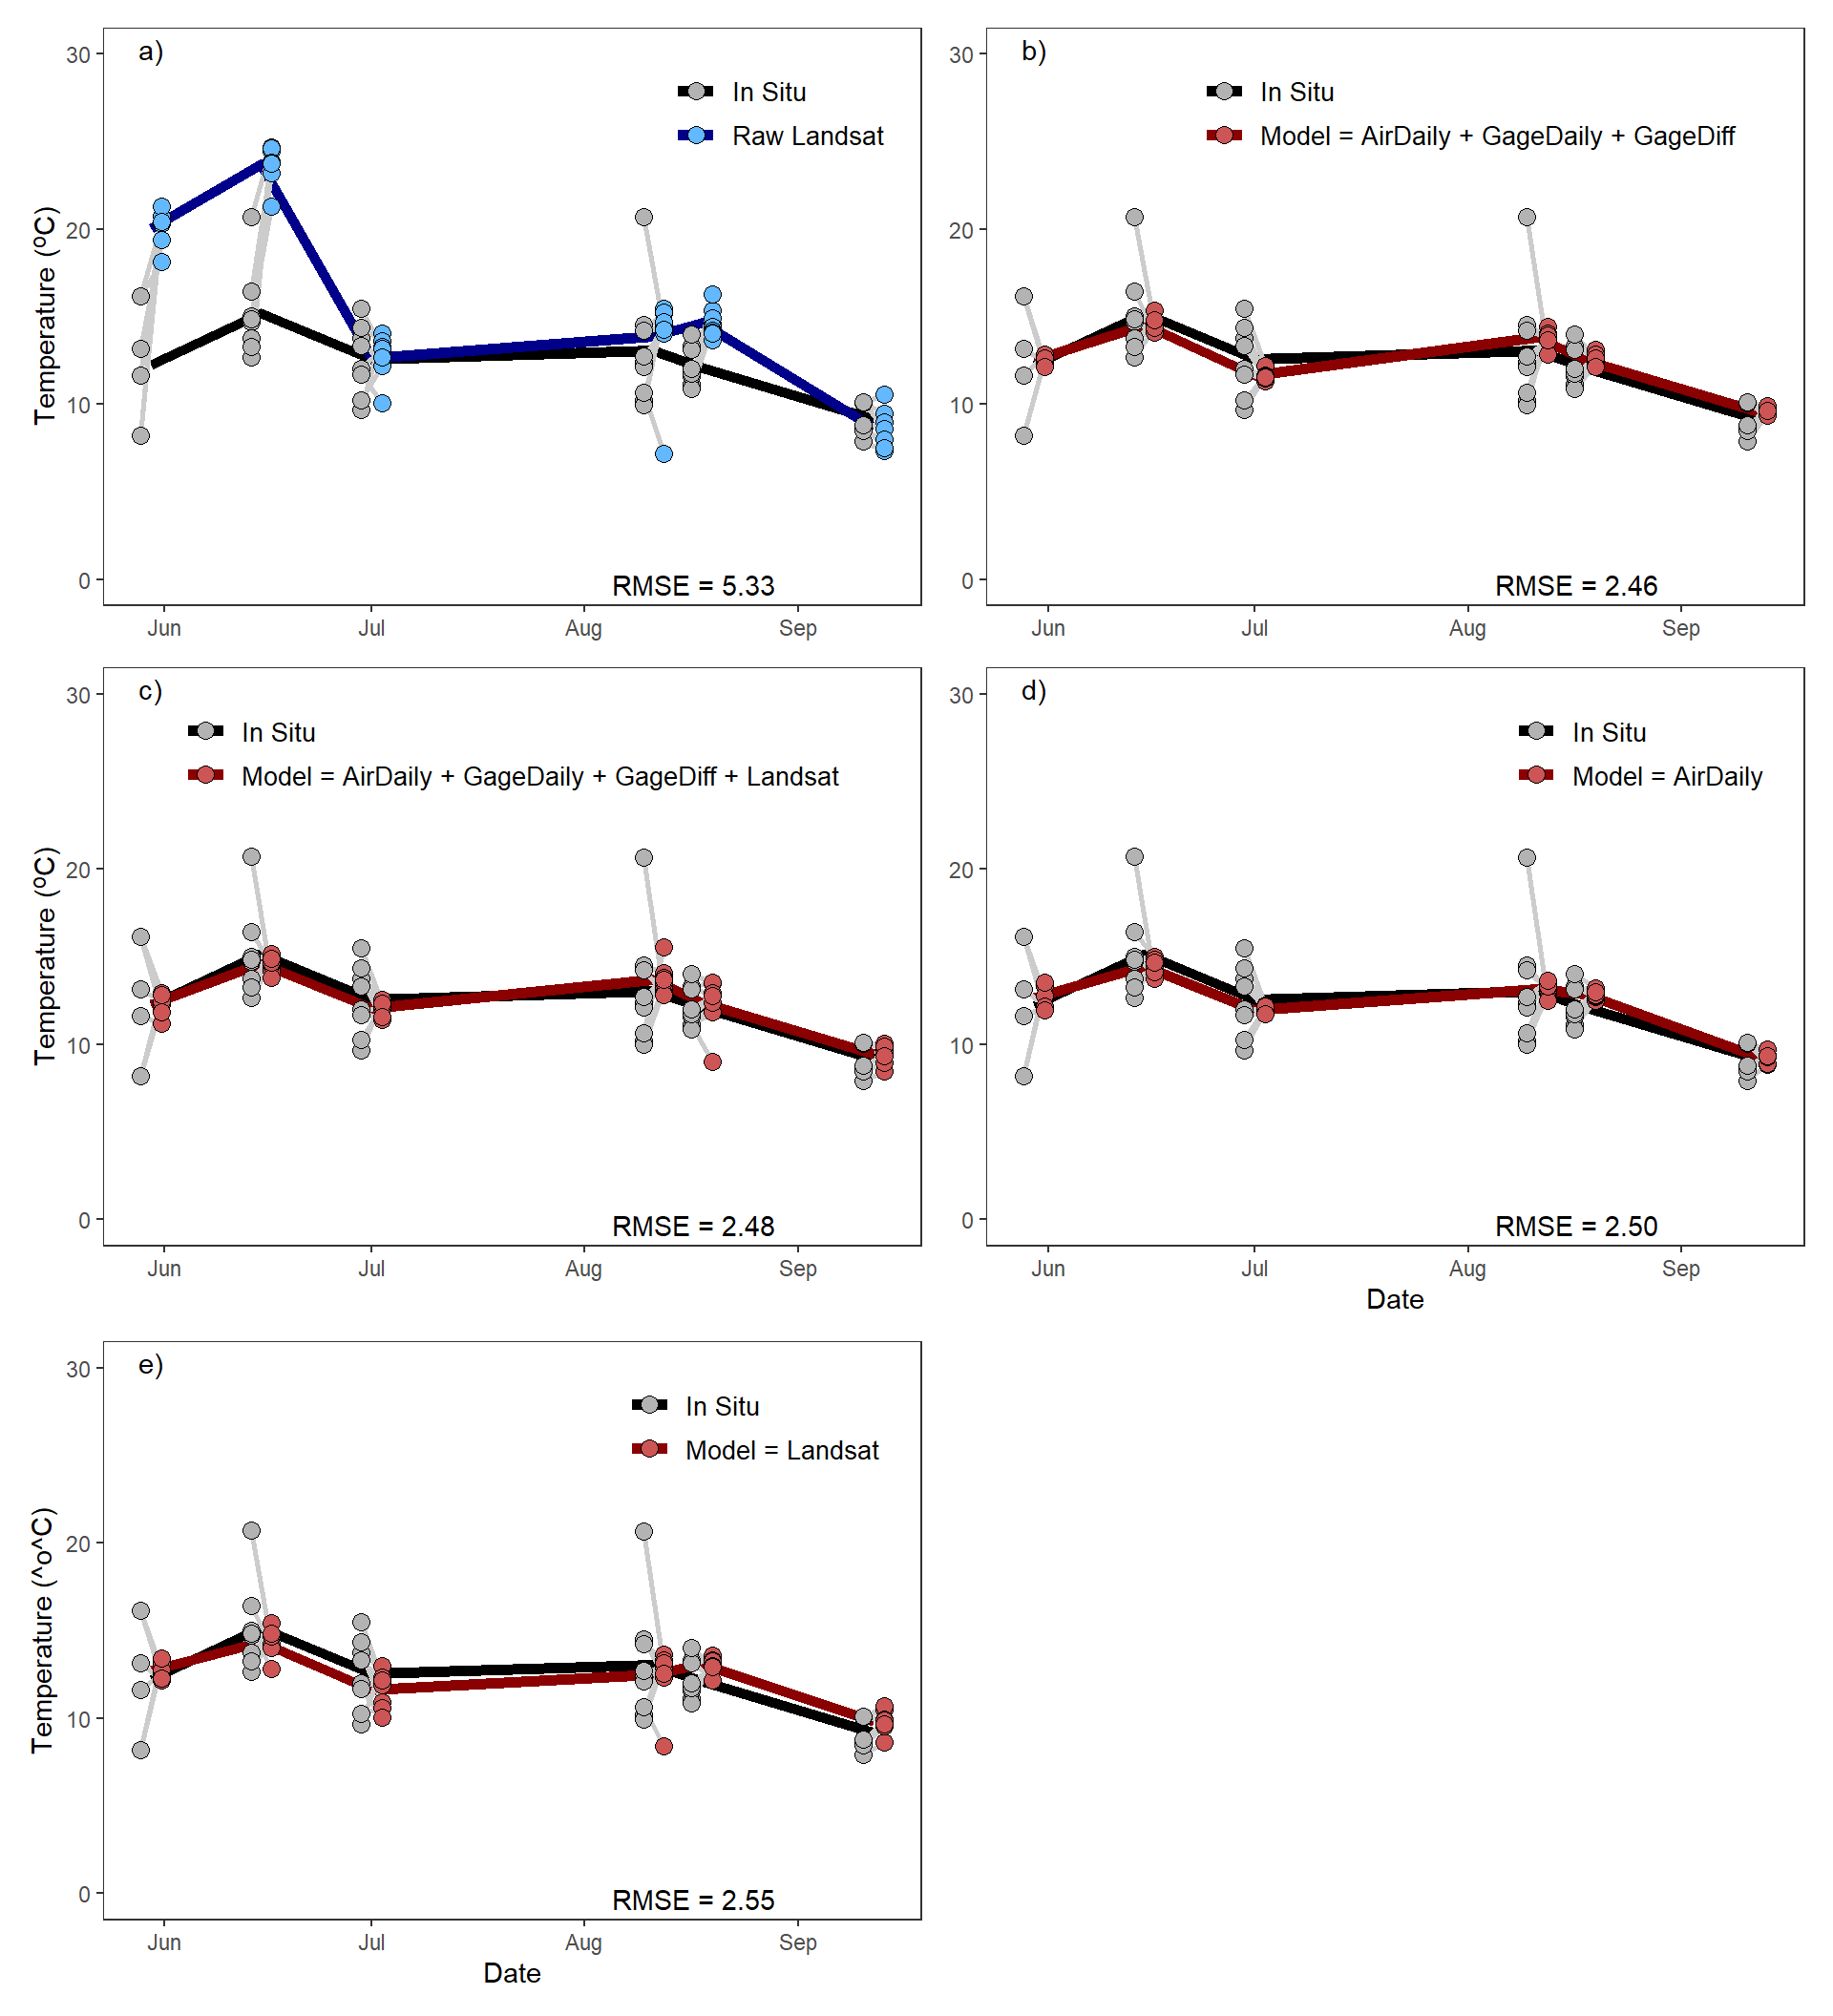 a)
30
In Situ
Raw Landsat
20
Temperature (ºC)
10
0
RMSE = 5.33
Jun Jul Aug Sep
b)
30
In Situ
Model = AirDaily + GageDaily + GageDiff
20
10
0
RMSE = 2.46
Jun Jul Aug Sep
c)
30
In Situ
Model = AirDaily + GageDaily + GageDiff + Landsat
20
Temperature (ºC)
10
0
RMSE = 2.48
Jun Jul Aug Sep
d)
30
In Situ
Model = AirDaily
20
10
0
RMSE = 2.50
Jun Jul Aug Sep
Date
e)
30
In Situ
Model = Landsat
20
Temperature (^o^C)
10
0
RMSE = 2.55
Jun Jul Aug Sep
Date